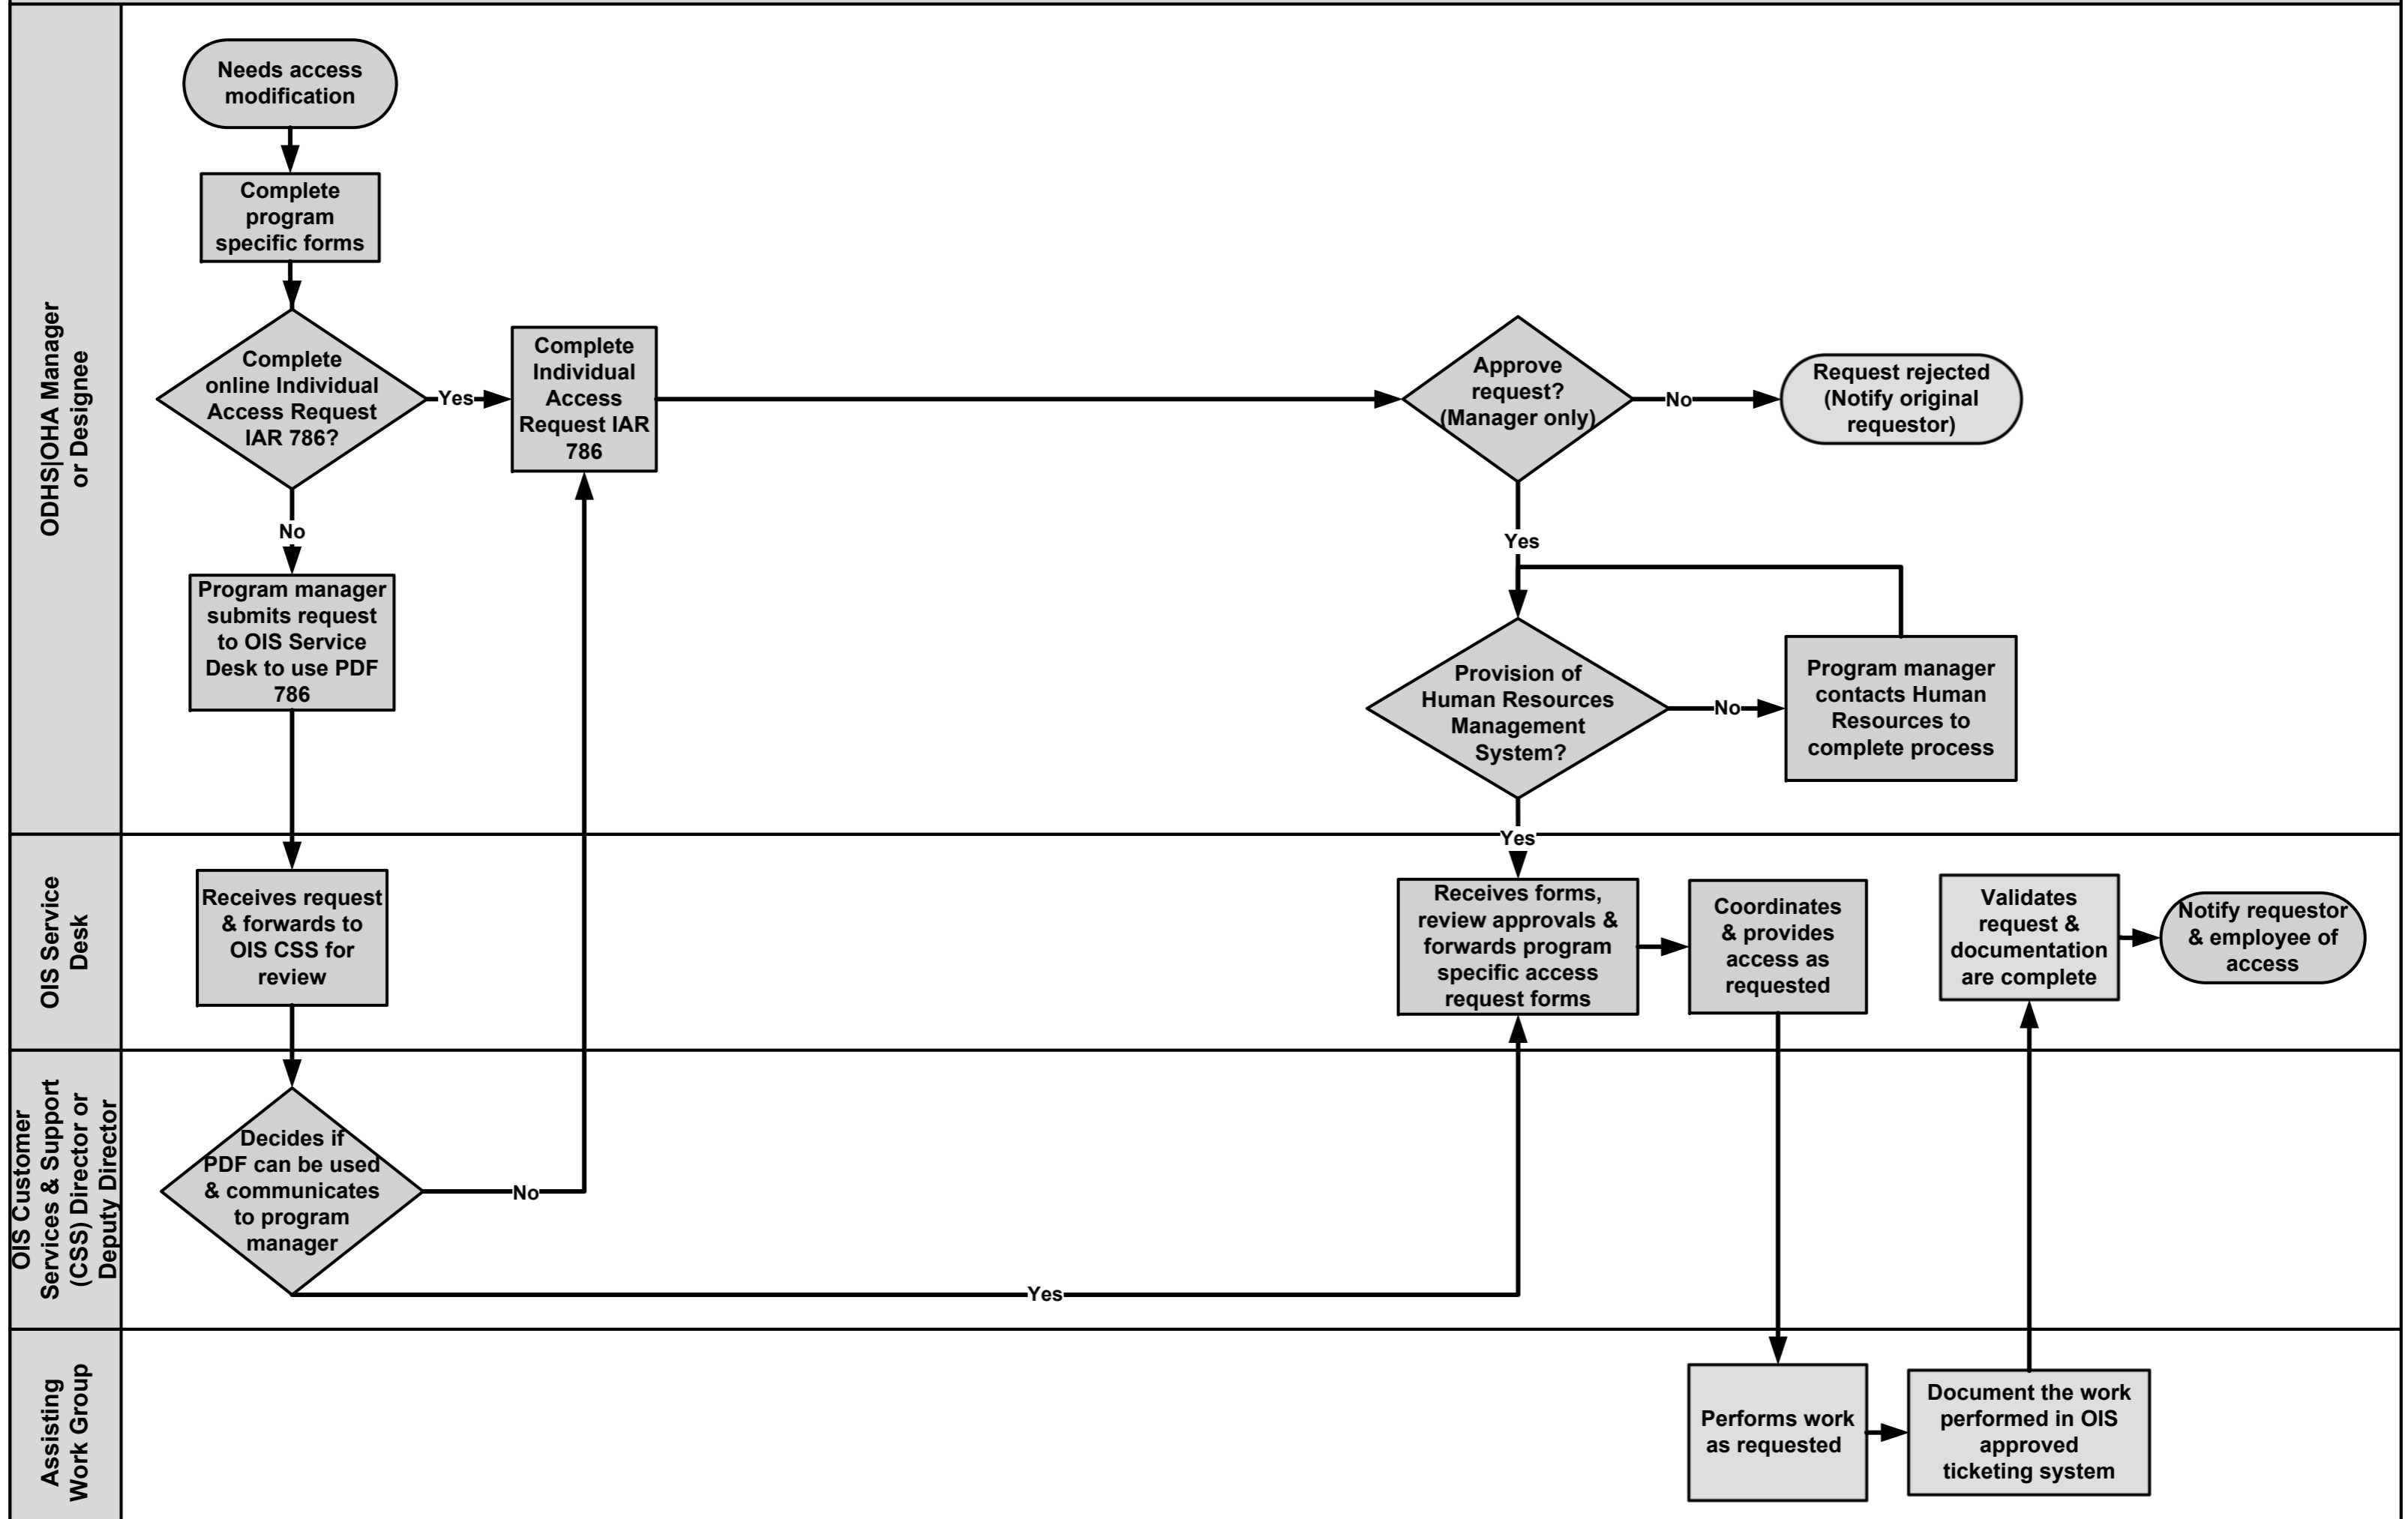 ODHS|OHA Manager
or Designee
Needs access
modification
Complete
program
specific forms
Complete
online Individual
Access Request
IAR 786?
Yes
Complete
Individual
Access
Request IAR
786
Approve
request?
(Manager only)
No
Request rejected
(Notify original
requestor)
No
Program manager
submits request
to OIS Service
Desk to use PDF
786
Yes
Provision of
Human Resources
Management
System?
No
Program manager
contacts Human
Resources to
complete process
Yes
OIS Service
Desk
Receives request
& forwards to
OIS CSS for
review
Receives forms,
review approvals &
forwards program
specific access
request forms
Coordinates
& provides
access as
requested
Validates
request &
documentation
are complete
Notify requestor
& employee of
access
OIS Customer
Services & Support
(CSS) Director or
Deputy Director
Decides if
PDF can be used
& communicates
to program
manager
No
Yes
Assisting
Work Group
Performs work
as requested
Document the work
performed in OIS
approved
ticketing system